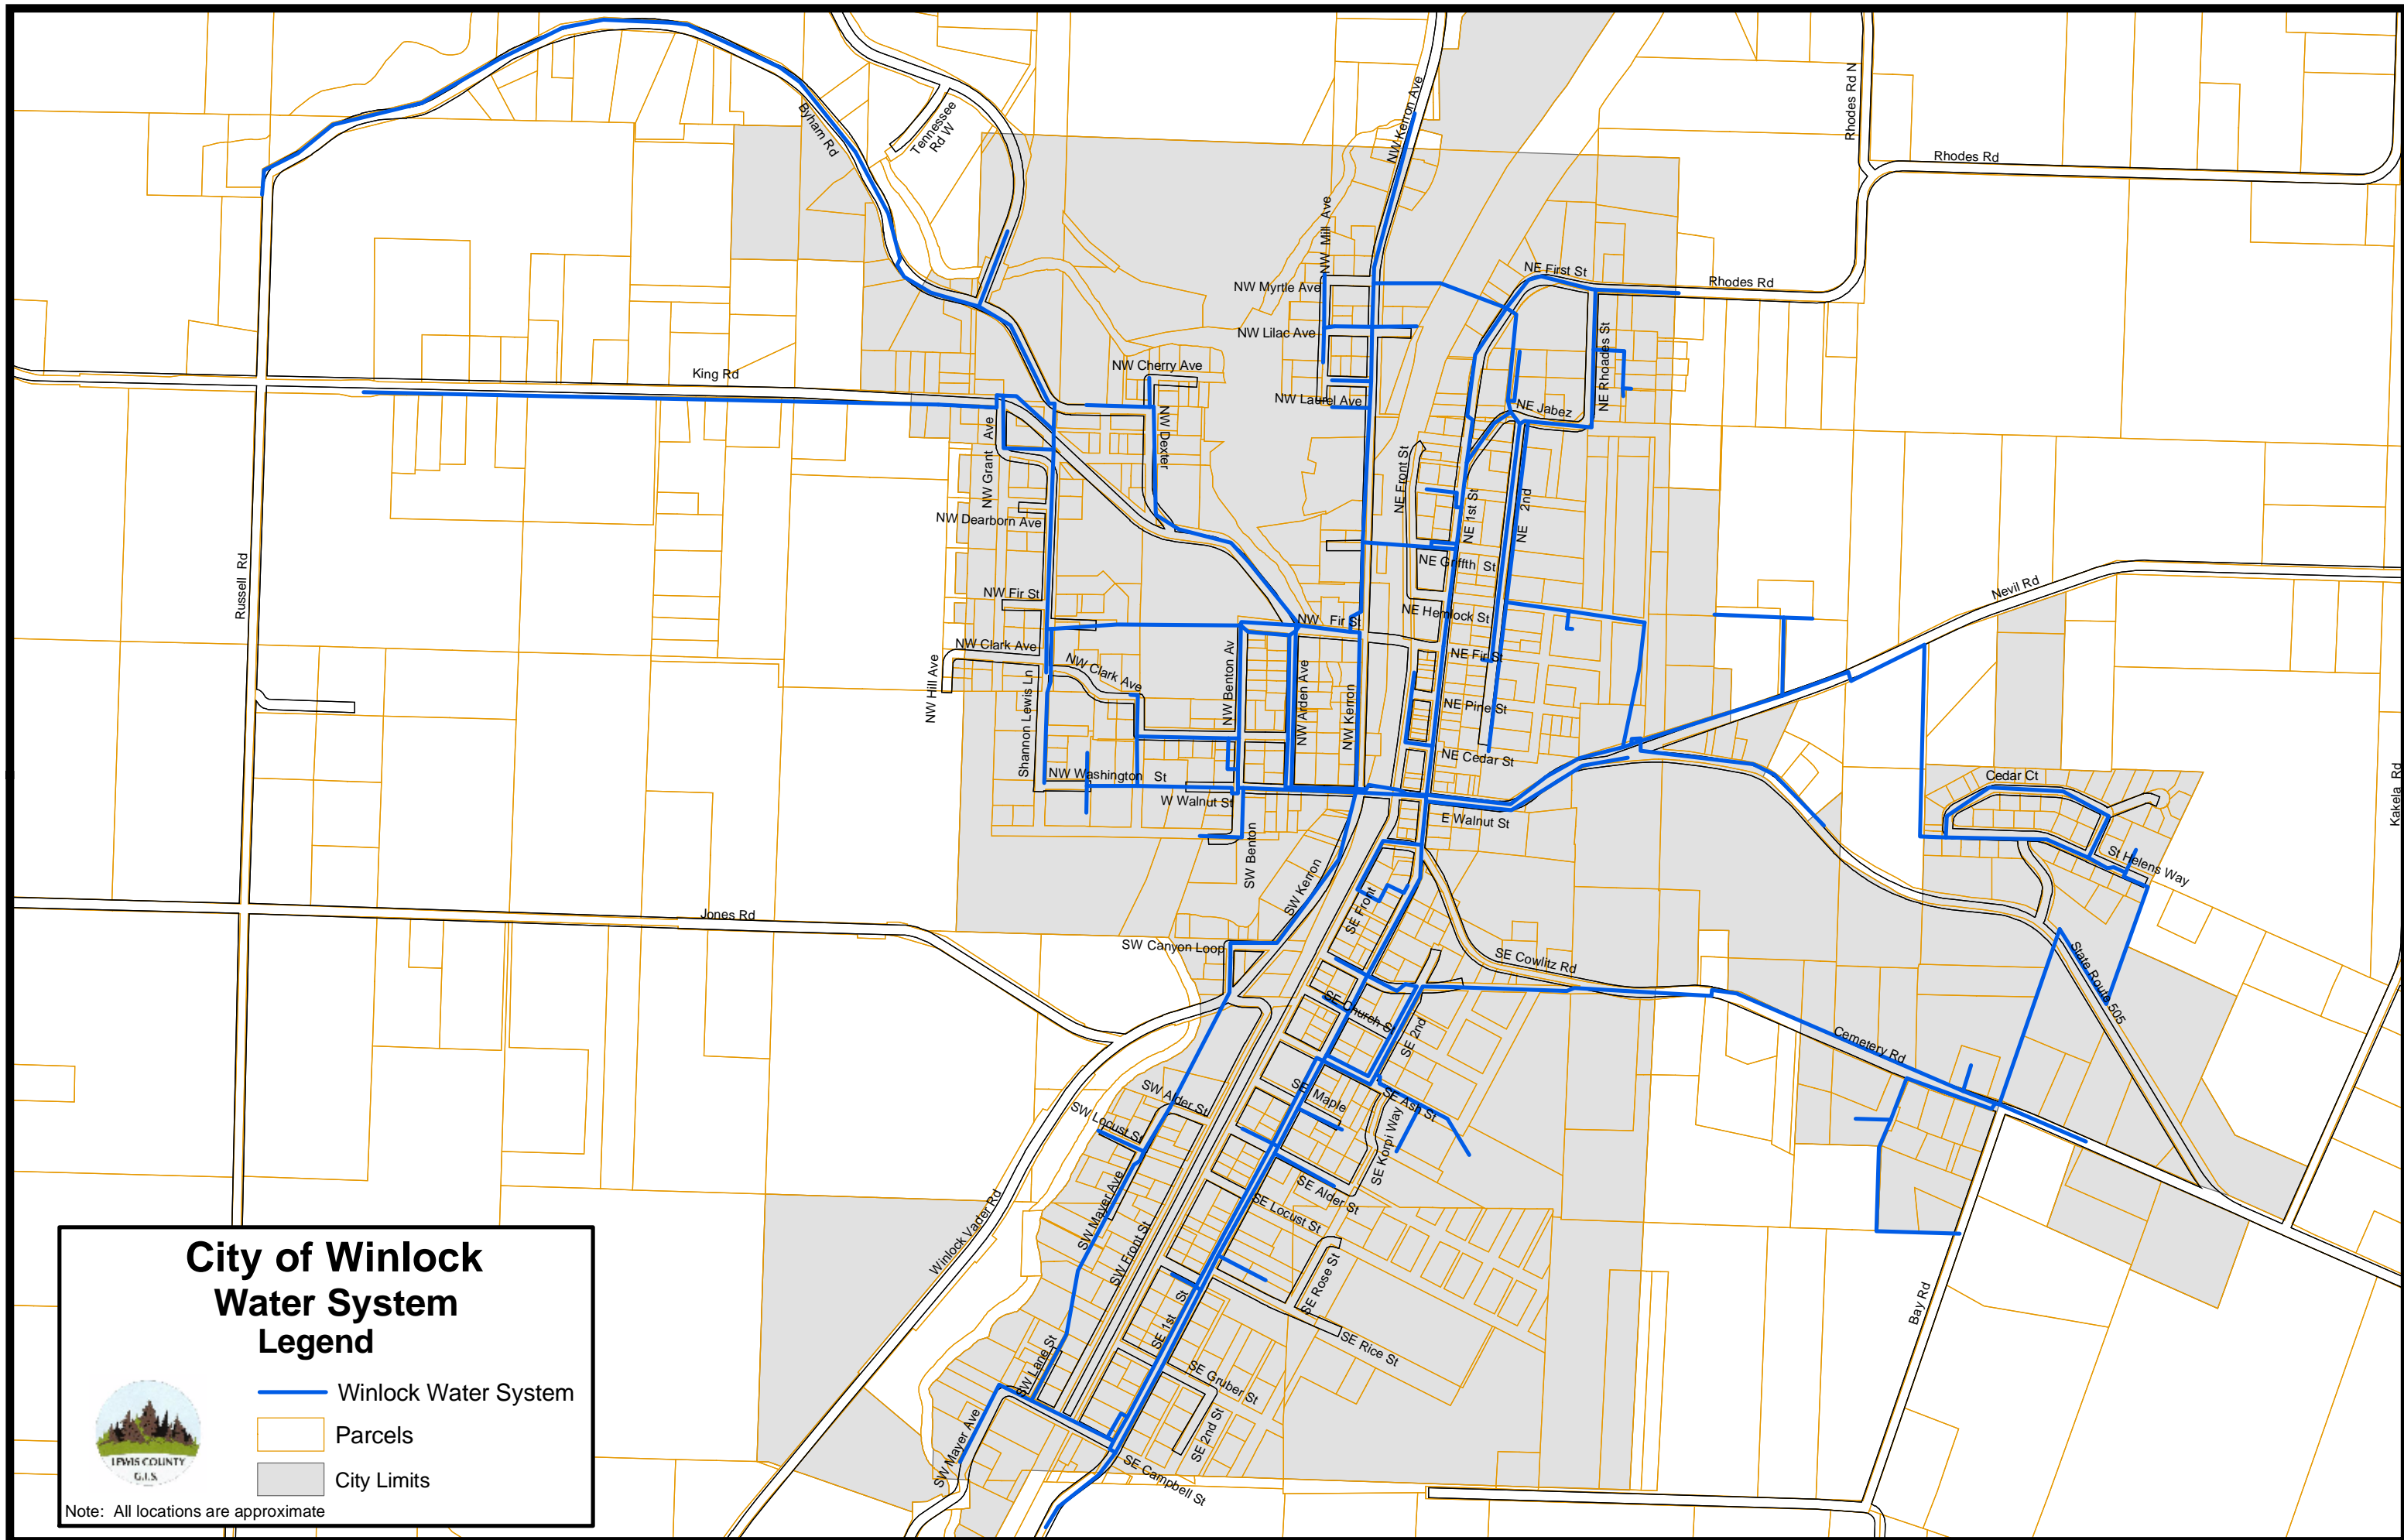 NW Kerron Ave
Rhodes Rd N
Rhodes Rd
Byham Rd
Tennessee
Rd W
NW Mill Ave
NW Myrtle Ave
NE First St
Rhodes Rd
NW Lilac Ave
NE Rhodes St
King Rd
NW Cherry Ave
NW Laurel Ave
NE Jabez
NW Grant Ave
NW Dexter
NE Front St
NE 1st St
NE 2nd
NW Dearborn Ave
Russell Rd
NE Griffth St
Nevil Rd
NW Fir St
NE Hemlock St
NW Fir St
NW Clark Ave
NE Fir St
NW Hill Ave
NW Clark Ave
Shannon Lewis Ln
NW Benton Av
NW Arden Ave
NW Kerron
NE Pine St
NE Cedar St
NW Washington St
Cedar Ct
Kakela Rd
W Walnut St
E Walnut St
SW Benton
St Helens Way
SW Kerron
SE Front
Jones Rd
SW Canyon Loop
SE Cowlitz Rd
State Route 505
SE Church St
SE 2nd
Cemetery Rd
SW Alder St
SE Maple
SE Ash St
SW Locust St
SE Korpi Way
SW Mayer Ave
SE Alder St
SE Locust St
Winlock Vader Rd
SW Front St
SE Rose St
Bay Rd
SE 1st St
SE Rice St
SW Lane St
SE Gruber St
SW Mayer Ave
SE 2nd St
SE Campbell St
City of Winlock
Water System
Legend
Winlock Water System
Parcels
City Limits
LEWIS COUNTY
G.I.S.
Note: All locations are approximate